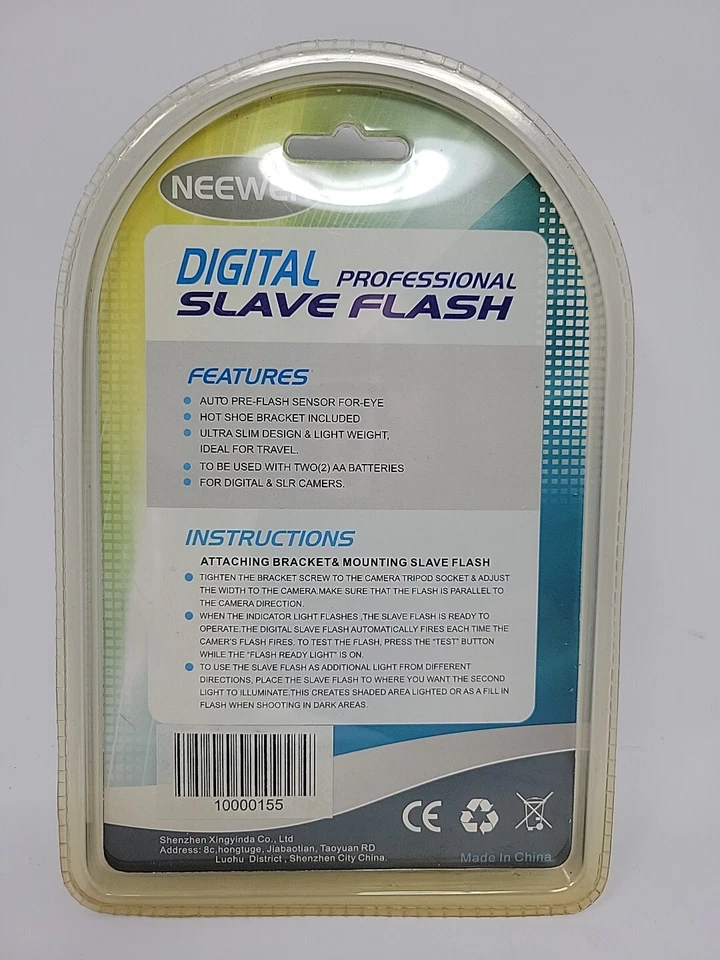 NEEWER
DIGITAL PROFESSIONAL
SLAVE FLASH
FEATURES
AUTO PRE-FLASH SENSOR FOR-EYE
HOT SHOE BRACKET INCLUDED
ULTRA SLIM DESIGN & LIGHT WEIGHT,
IDEAL FOR TRAVEL.
TO BE USED WITH TWO(2) AA BATTERIES
FOR DIGITAL & SLR CAMERS.
INSTRUCTIONS
ATTACHING BRACKET& MOUNTING SLAVE FLASH
TIGHTEN THE BRACKET SCREW TO THE CAMERA TRIPOD SOCKET & ADJUST
THE WIDTH TO THE CAMERA.MAKE SURE THAT THE FLASH IS PARALLEL TO
THE CAMERA DIRECTION.
WHEN THE INDICATOR LIGHT FLASHES ,THE SLAVE FLASH IS READY TO
OPERATE.THE DIGITAL SLAVE FLASH AUTOMATICALLY FIRES EACH TIME THE
CAMER'S FLASH FIRES. TO TEST THE FLASH, PRESS THE "TEST" BUTTON
WHILE THE "FLASH READY LIGHT" IS ON.
TO USE THE SLAVE FLASH AS ADDITIONAL LIGHT FROM DIFFERENT
DIRECTIONS, PLACE THE SLAVE FLASH TO WHERE YOU WANT THE SECOND
LIGHT TO ILLUMINATE.THIS CREATES SHADED AREA LIGHTED OR AS A FILL IN
FLASH WHEN SHOOTING IN DARK AREAS.
10000155
CE
Shenzhen Xingyinda Co., Ltd
Address: 8c,hongtuge, Jiabaotian, Taoyuan RD
Luohu District , Shenzhen City China.
Made In China